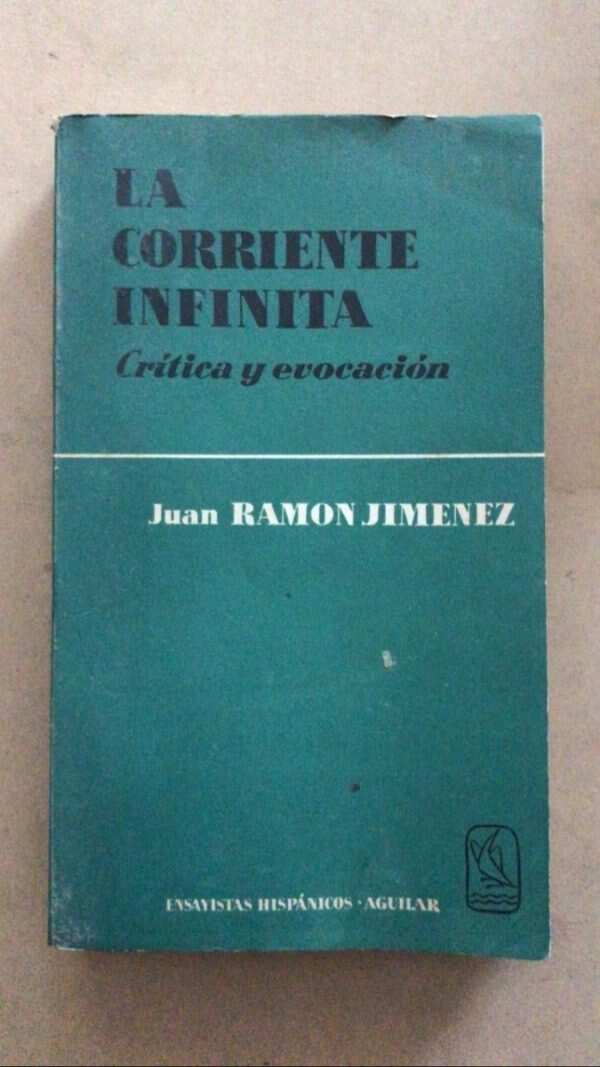 LA
CORRIENTE
INFINITA
Crítica y evocación
Juan RAMON JIMENEZ
ENSAYISTAS HISPÁNICOS · AGUILAR